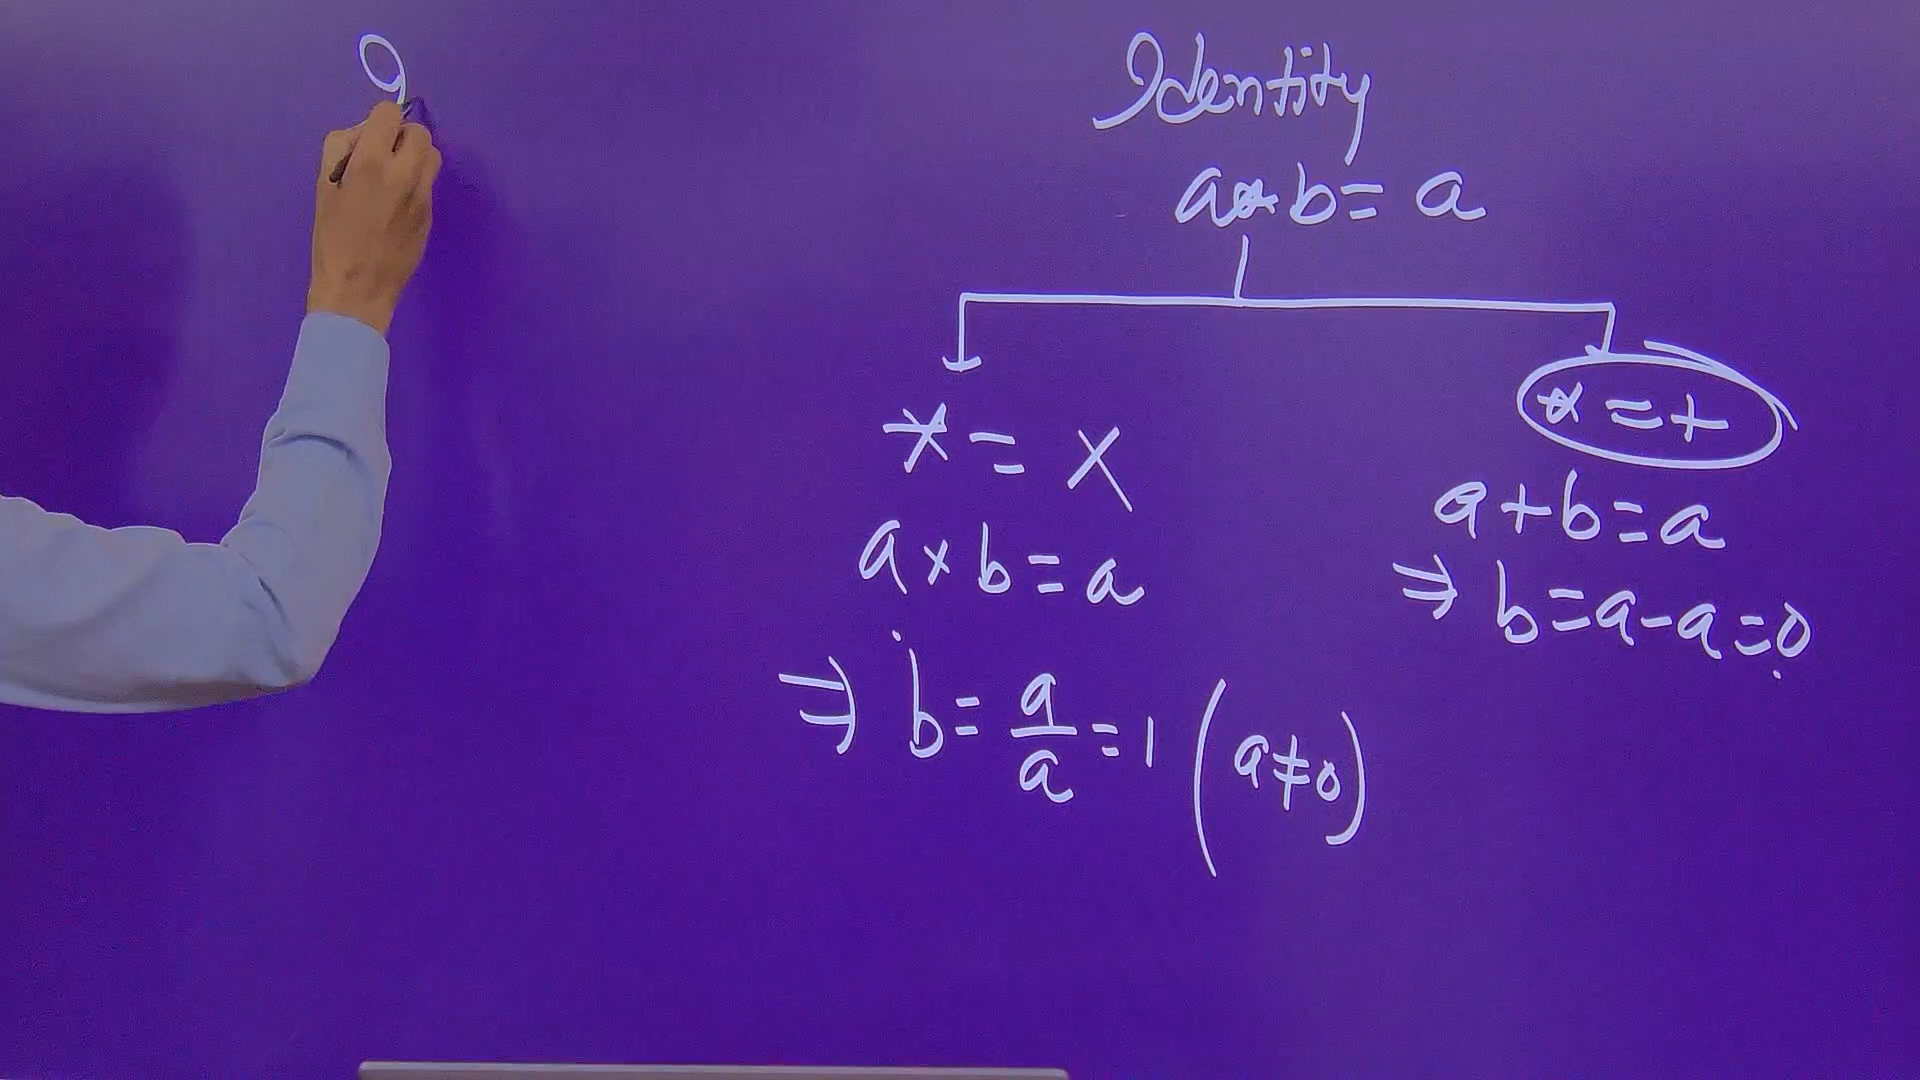 Identity
a * b = a
* = ×
* = +
a × b = a
a + b = a
⇒ b = a/a = 1 (a ≠ 0)
⇒ b = a - a = 0